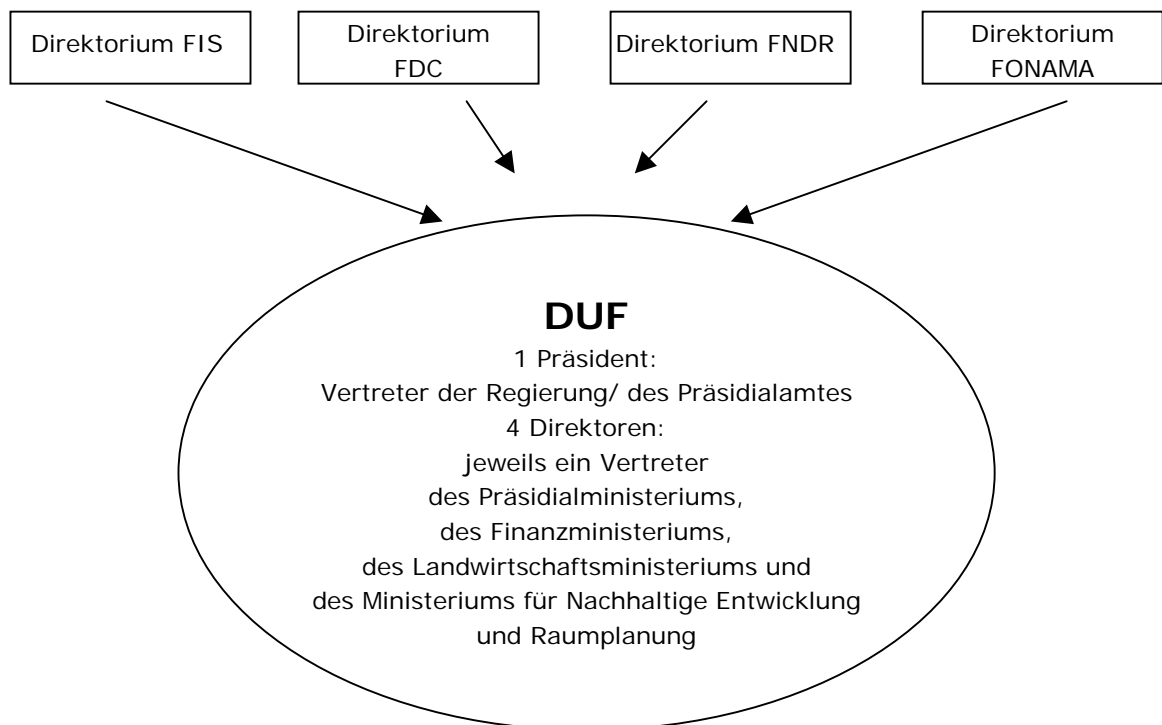 Direktorium FIS
Direktorium
FDC
Direktorium FNDR
Direktorium
FONAMA
DUF
1 Präsident:
Vertreter der Regierung/ des Präsidialamtes
4 Direktoren:
jeweils ein Vertreter
des Präsidialministeriums,
des Finanzministeriums,
des Landwirtschaftsministeriums und
des Ministeriums für Nachhaltige Entwicklung
und Raumplanung